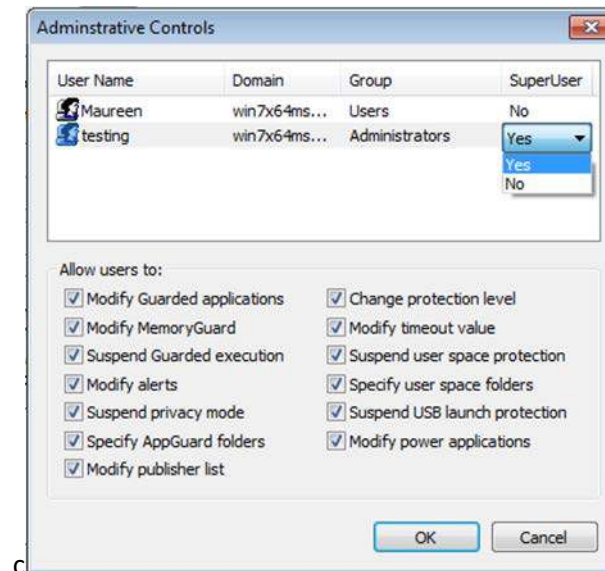 Adminstrative Controls
User Name Domain Group SuperUser
Maureen win7x64ms... Users No
testing win7x64ms... Administrators Yes
Yes
No
Allow users to:
Modify Guarded applications Change protection level
Modify MemoryGuard Modify timeout value
Suspend Guarded execution Suspend user space protection
Modify alerts Specify user space folders
Suspend privacy mode Suspend USB launch protection
Specify AppGuard folders Modify power applications
Modify publisher list
OK Cancel
c